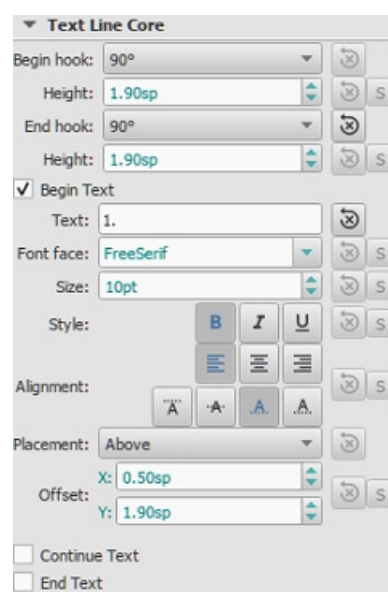 Text Line Core
Begin hook: 90°
Height: 1.90sp S
End hook: 90°
Height: 1.90sp S
Begin Text
Text: 1.
Font face: FreeSerif S
Size: 10pt S
Style: B I U S
Alignment: S
A A A A
Placement: Above
X: 0.50sp
Offset: S
Y: 1.90sp
Continue Text
End Text